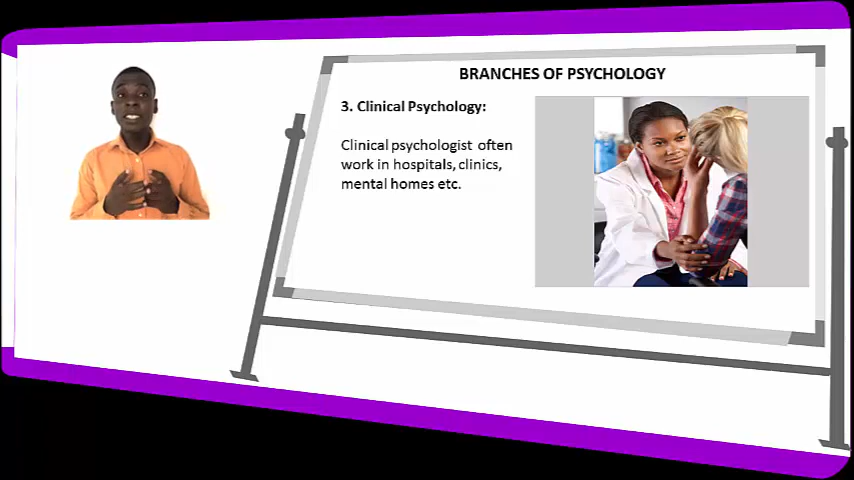 BRANCHES OF PSYCHOLOGY
3. Clinical Psychology:
Clinical psychologist often
work in hospitals, clinics,
mental homes etc.